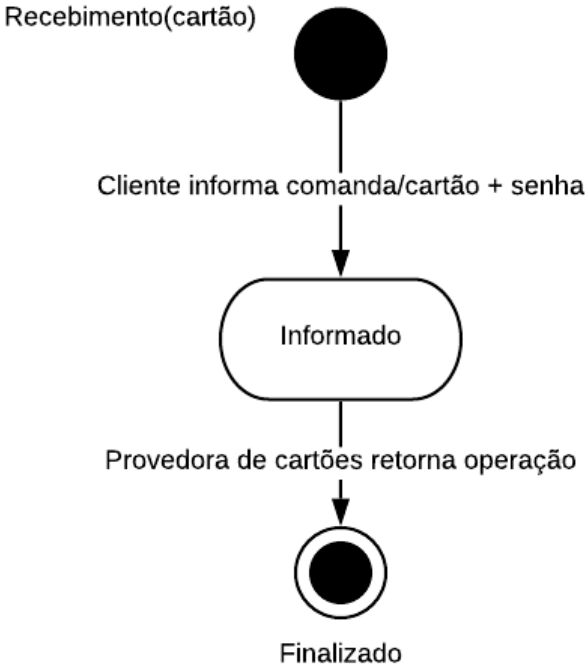 Recebimento(cartão)
Cliente informa comanda/cartão + senha
Informado
Provedora de cartões retorna operação
Finalizado